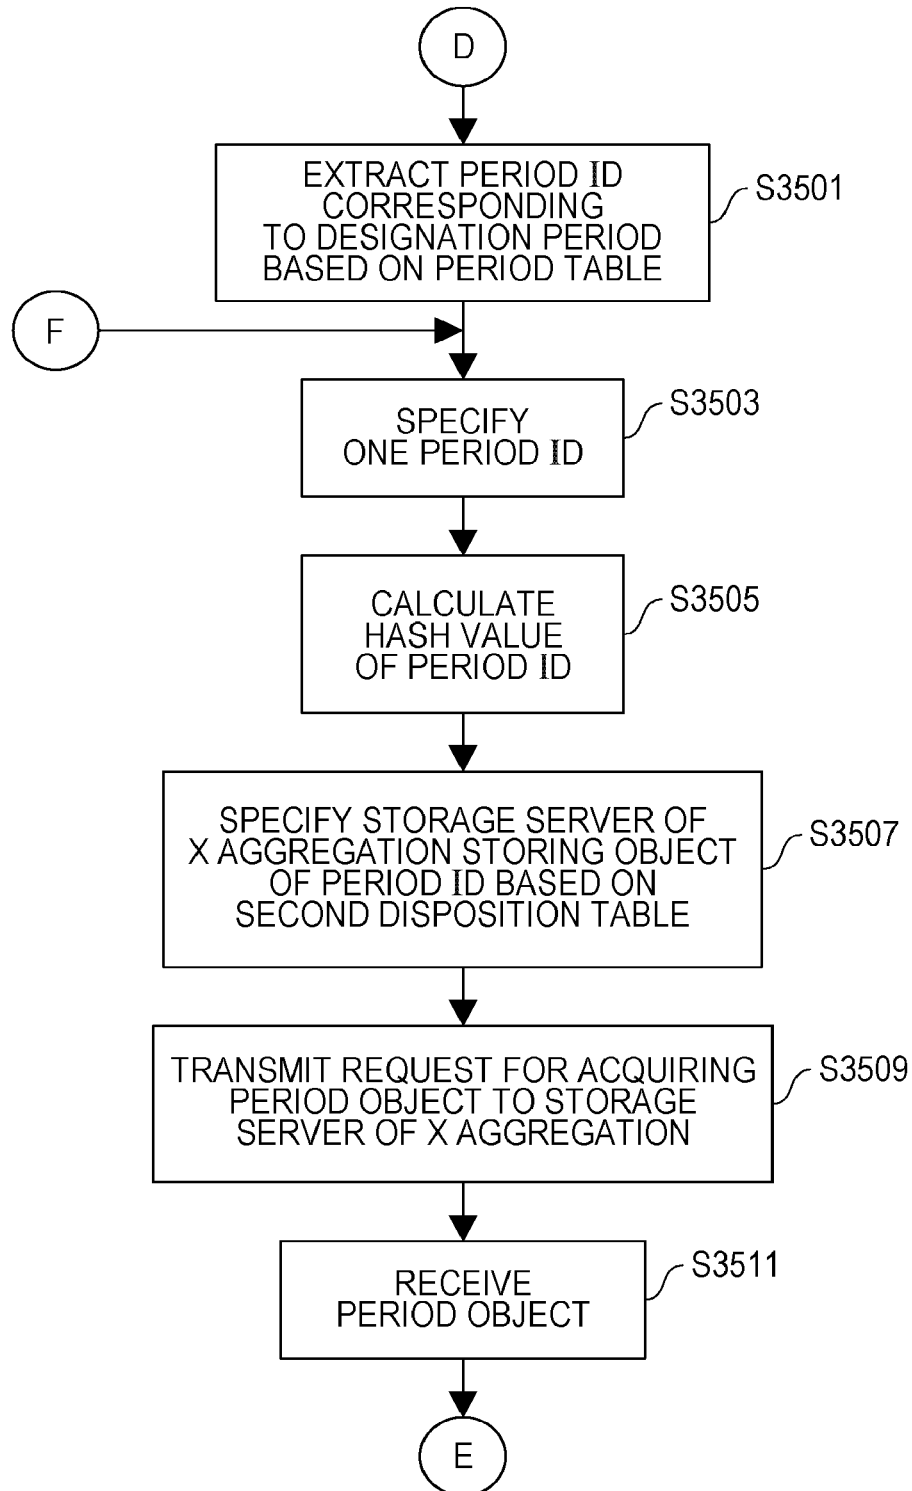 D
EXTRACT PERIOD ID
CORRESPONDING
TO DESIGNATION PERIOD
BASED ON PERIOD TABLE
S3501
F
SPECIFY
ONE PERIOD ID
S3503
CALCULATE
HASH VALUE
OF PERIOD ID
S3505
SPECIFY STORAGE SERVER OF
X AGGREGATION STORING OBJECT
OF PERIOD ID BASED ON
SECOND DISPOSITION TABLE
S3507
TRANSMIT REQUEST FOR ACQUIRING
PERIOD OBJECT TO STORAGE
SERVER OF X AGGREGATION
S3509
RECEIVE
PERIOD OBJECT
S3511
E